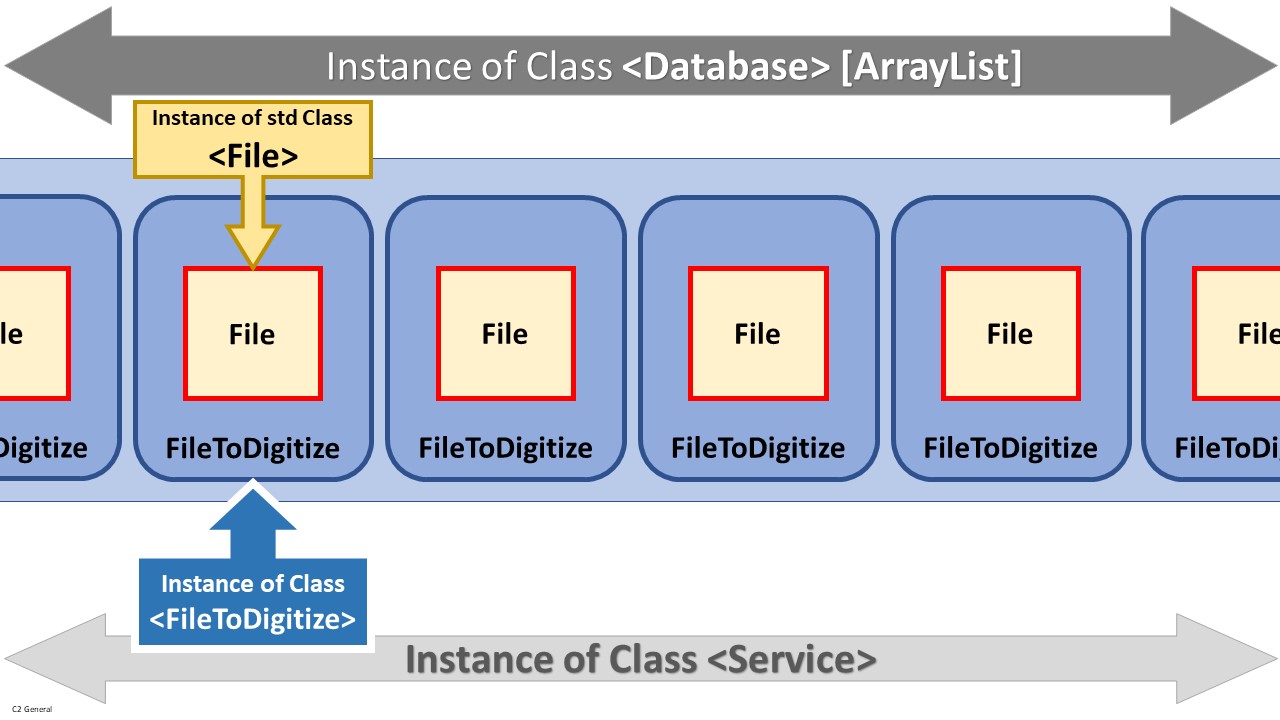 Instance of Class <Database> [ArrayList]
Instance of std Class
<File>
le
File
File
File
File
File
Digitize
FileToDigitize
FileToDigitize
FileToDigitize
FileToDigitize
FileToDi
Instance of Class
<FileToDigitize>
Instance of Class <Service>
C2 General